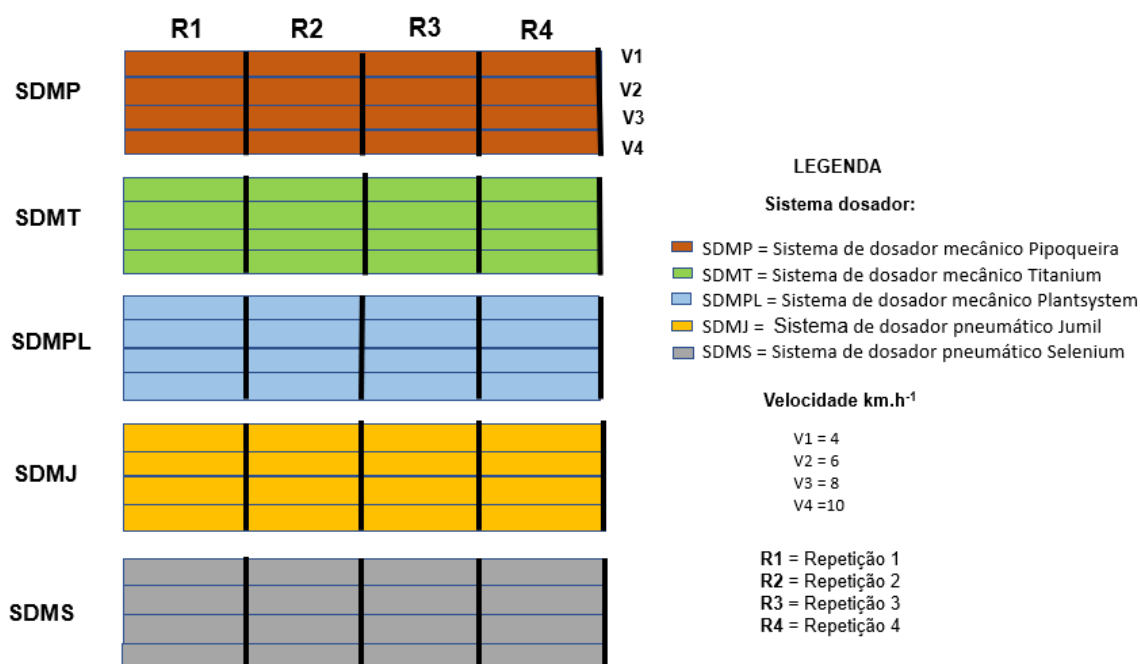 R1 R2 R3 R4
SDMP
V1
V2
V3
V4
SDMT
SDMPL
SDMJ
SDMS
LEGENDA
Sistema dosador:
SDMP = Sistema de dosador mecânico Pipoqueira
SDMT = Sistema de dosador mecânico Titanium
SDMPL = Sistema de dosador mecânico Plantsystem
SDMJ = Sistema de dosador pneumático Jumil
SDMS = Sistema de dosador pneumático Selenium
Velocidade km.h⁻¹
V1 = 4
V2 = 6
V3 = 8
V4 =10
R1 = Repetição 1
R2 = Repetição 2
R3 = Repetição 3
R4 = Repetição 4